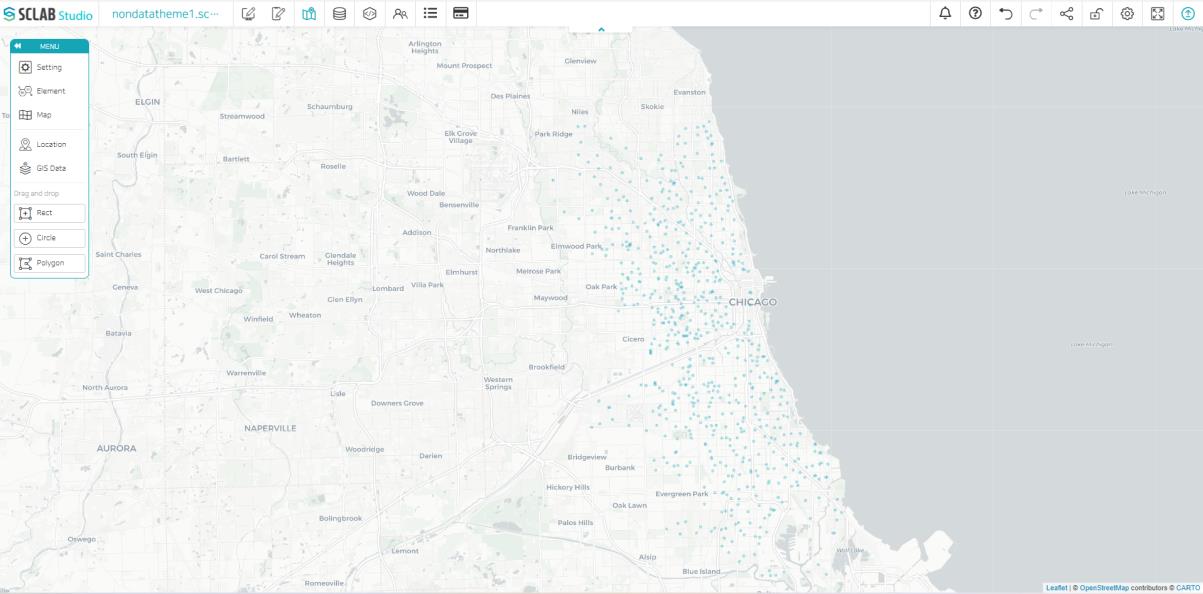 SCLAB Studio
nondatatheme1.sc···
MENU
Setting
Element
Map
Location
GIS Data
Drag and drop
Rect
Circle
Polygon
Arlington
Heights
Glenview
Mount Prospect
Evanston
Des Plaines
ELGIN
Schaumburg
Skokie
Streamwood
Niles
Elk Grove
Village
Park Ridge
South Elgin
Bartlett
Roselle
Wood Dale
Bensenville
Lake Michigan
Franklin Park
Addison
Elmwood Park
Northlake
Saint Charles
Carol Stream
Glendale
Heights
Elmhurst
Melrose Park
Geneva
West Chicago
Lombard
Villa Park
Oak Park
Glen Ellyn
Maywood
CHICAGO
Winfield
Wheaton
Batavia
Cicero
Lake Michigan
Warrenville
Brookfield
North Aurora
Lisle
Western
Springs
Downers Grove
NAPERVILLE
AURORA
Woodridge
Darien
Bridgeview
Burbank
Hickory Hills
Evergreen Park
Oak Lawn
Bolingbrook
Palos Hills
Oswego
Lemont
Alsip
Wolf Lake
Romeoville
Blue Island
Leaflet | © OpenStreetMap contributors © CARTO